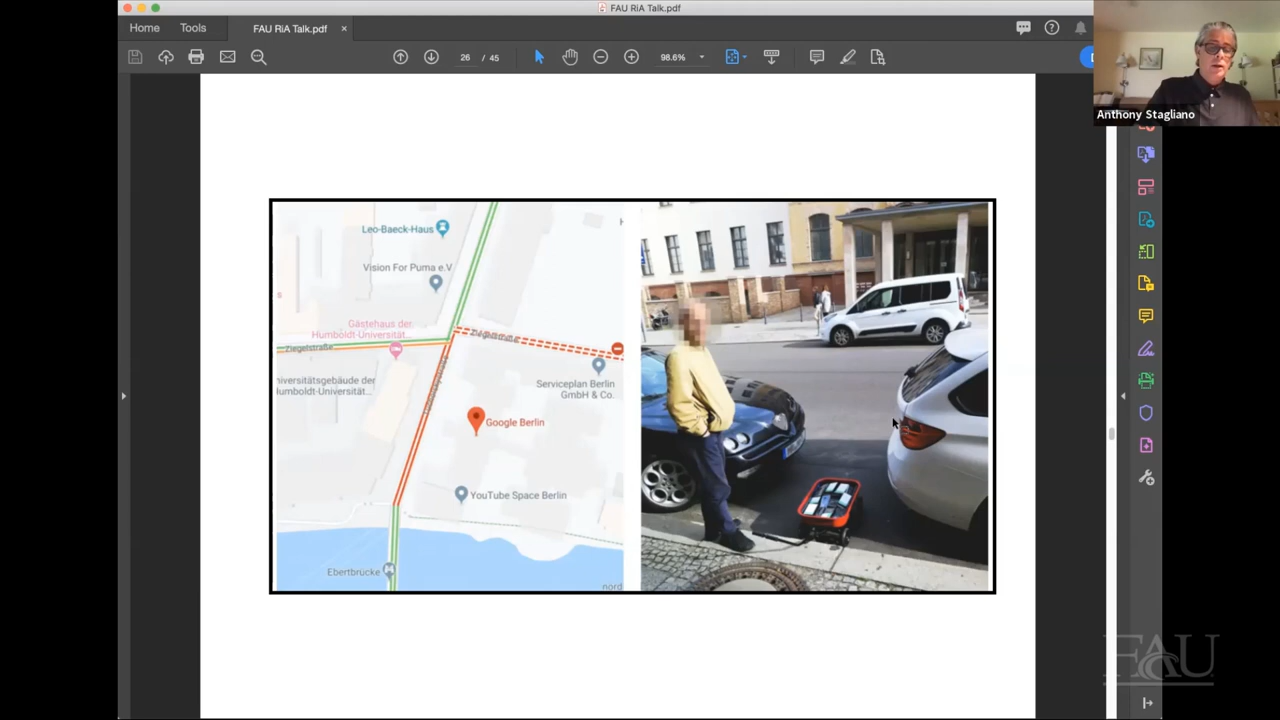 FAU RiA Talk.pdf
Home
Tools
FAU RiA Talk.pdf
26 / 45
98.6%
Anthony Stagliano
Leo-Baeck-Haus
Vision For Puma e.V
Gästehaus der
Humboldt-Universität...
Ziegelstraße
iversitätsgebäude der
Humboldt-Universität...
Serviceplan Berlin
GmbH & Co.
Google Berlin
YouTube Space Berlin
Ebertbrücke
nord
FAU